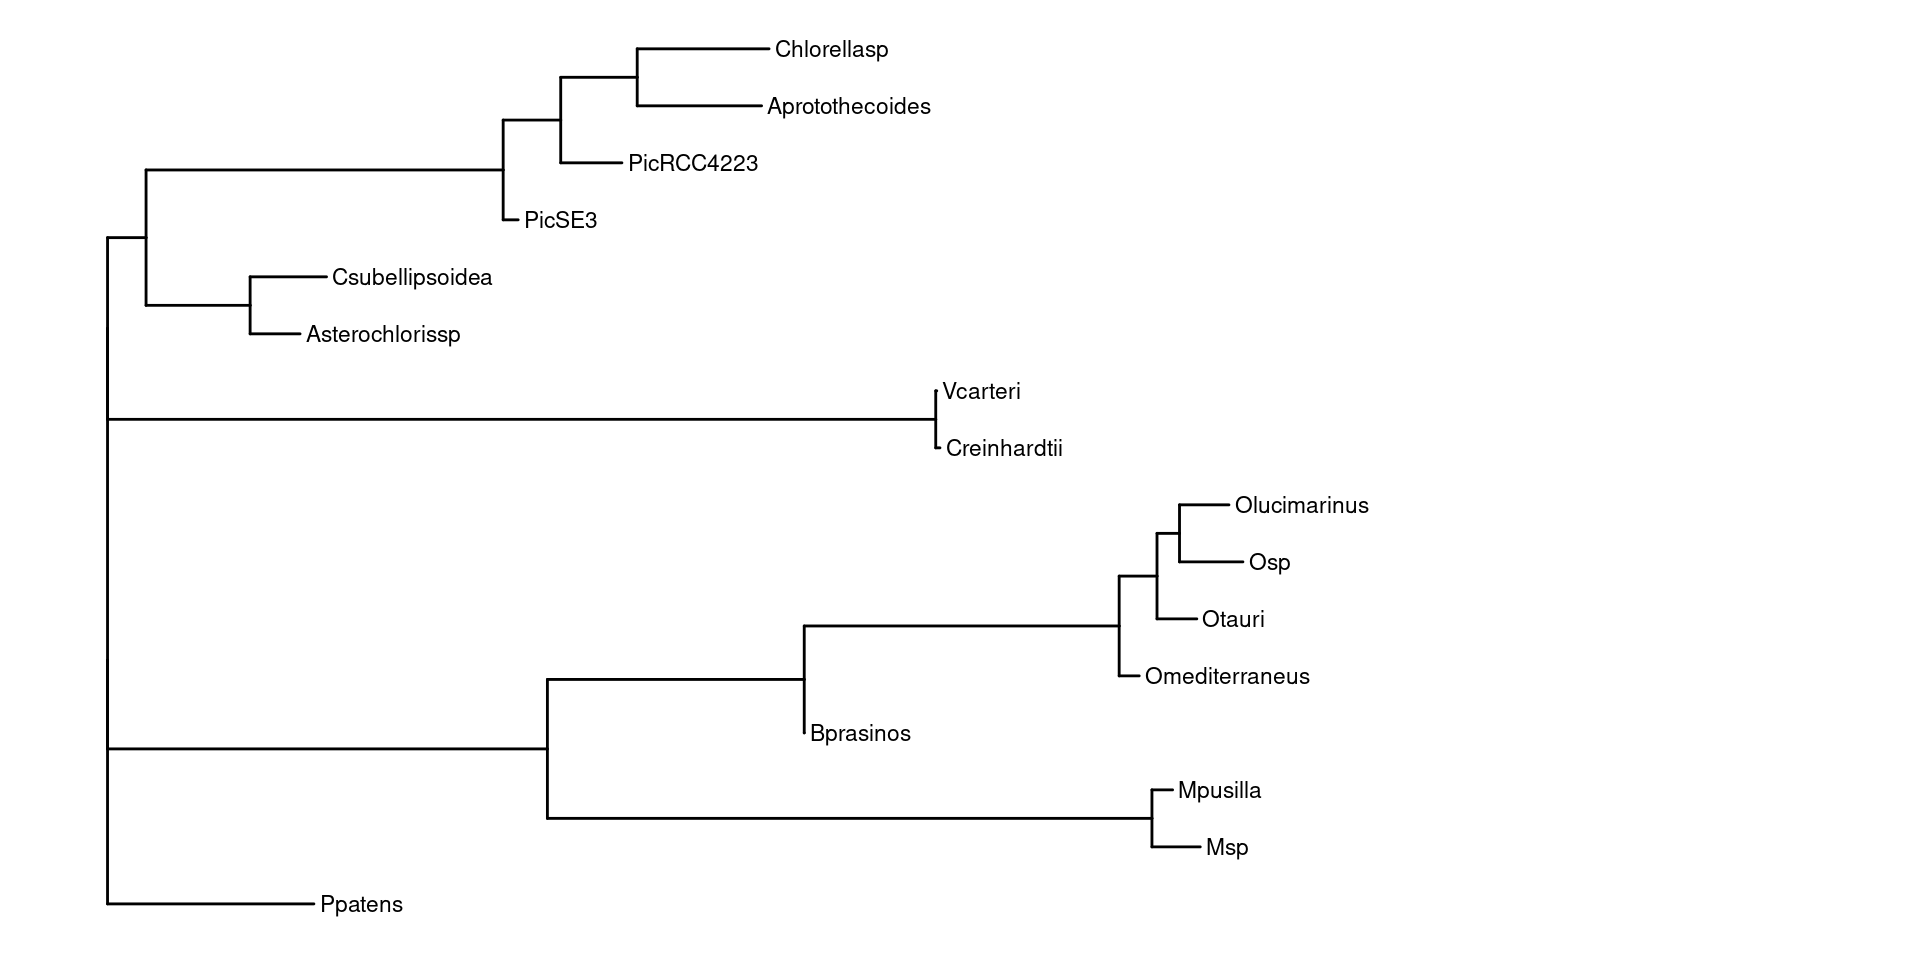 Chlorellasp
Aprotothecoides
PicRCC4223
PicSE3
Csubellipsoidea
Asterochlorissp
Vcarteri
Creinhardtii
Olucimarinus
Osp
Otauri
Omediterraneus
Bprasinos
Mpusilla
Msp
Ppatens